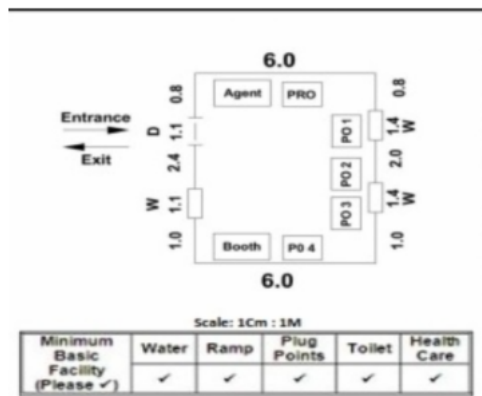 6.0
Agent PRO
0.8 0.8
Entrance
D 1.1
PO 1
1.4 W
Exit
2.4
PO 2
2.0
W 1.1
PO 3
1.4 W
1.0 1.0
Booth P0 4
6.0
Scale: 1Cm : 1M
Minimum Basic Facility (Please ✓) Water Ramp Plug Points Toilet Health Care
✓ ✓ ✓ ✓ ✓